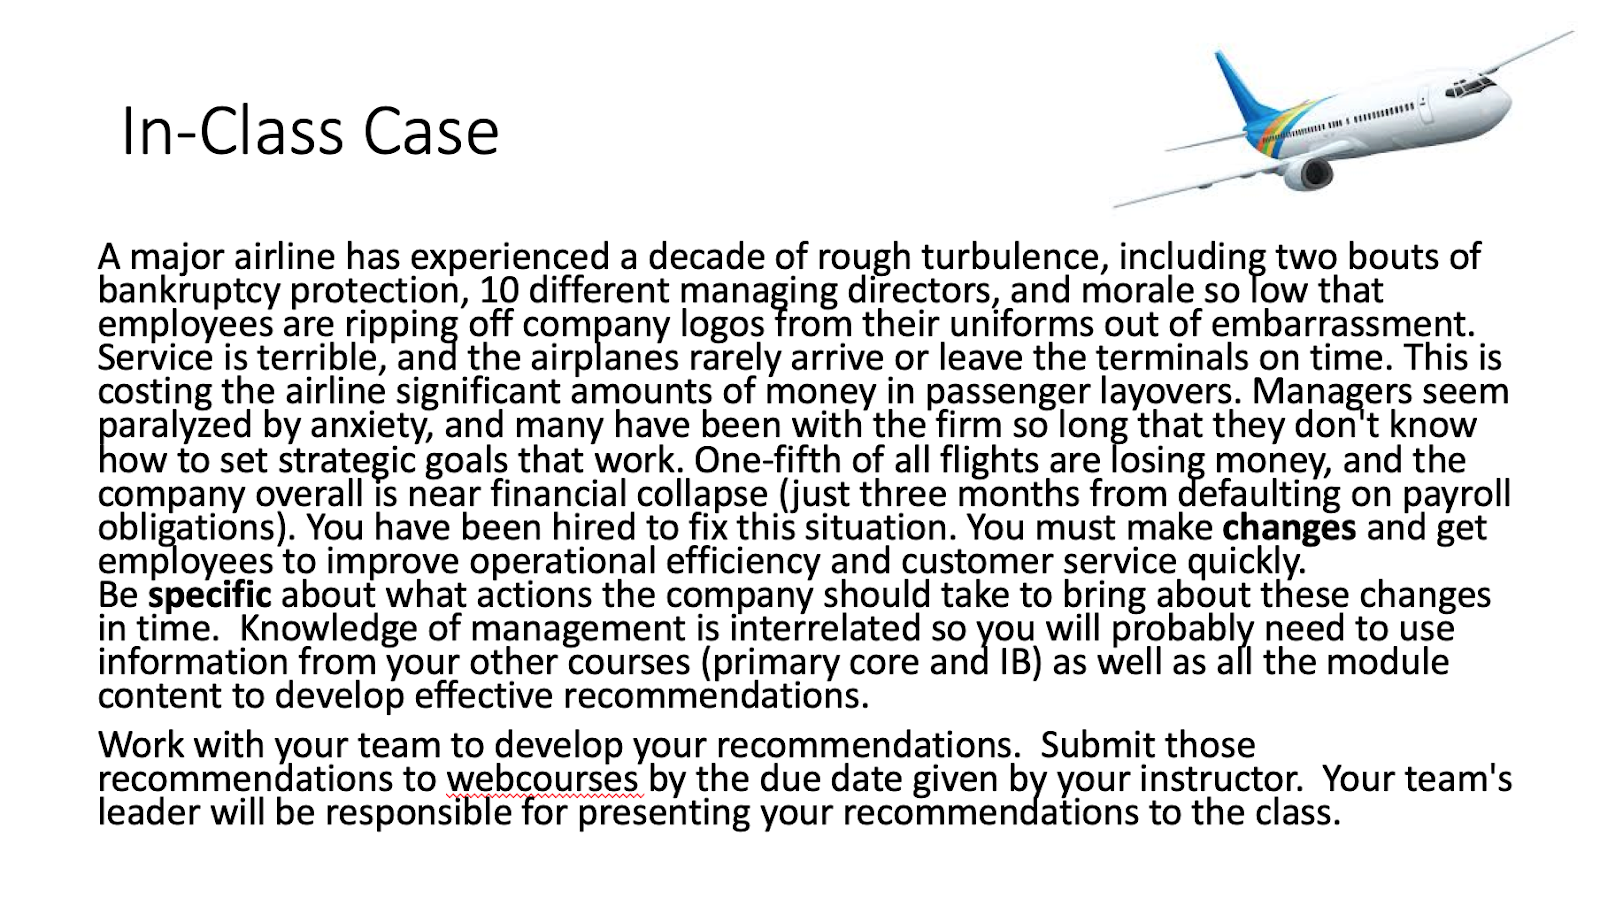 In-Class Case
A major airline has experienced a decade of rough turbulence, including two bouts of
bankruptcy protection, 10 different managing directors, and morale so low that
employees are ripping off company logos from their uniforms out of embarrassment.
Service is terrible, and the airplanes rarely arrive or leave the terminals on time. This is
costing the airline significant amounts of money in passenger layovers. Managers seem
paralyzed by anxiety, and many have been with the firm so long that they don't know
how to set strategic goals that work. One-fifth of all flights are losing money, and the
company overall is near financial collapse (just three months from defaulting on payroll
obligations). You have been hired to fix this situation. You must make changes and get
employees to improve operational efficiency and customer service quickly.
Be specific about what actions the company should take to bring about these changes
in time.  Knowledge of management is interrelated so you will probably need to use
information from your other courses (primary core and IB) as well as all the module
content to develop effective recommendations.
Work with your team to develop your recommendations.  Submit those
recommendations to webcourses by the due date given by your instructor.  Your team's
leader will be responsible for presenting your recommendations to the class.